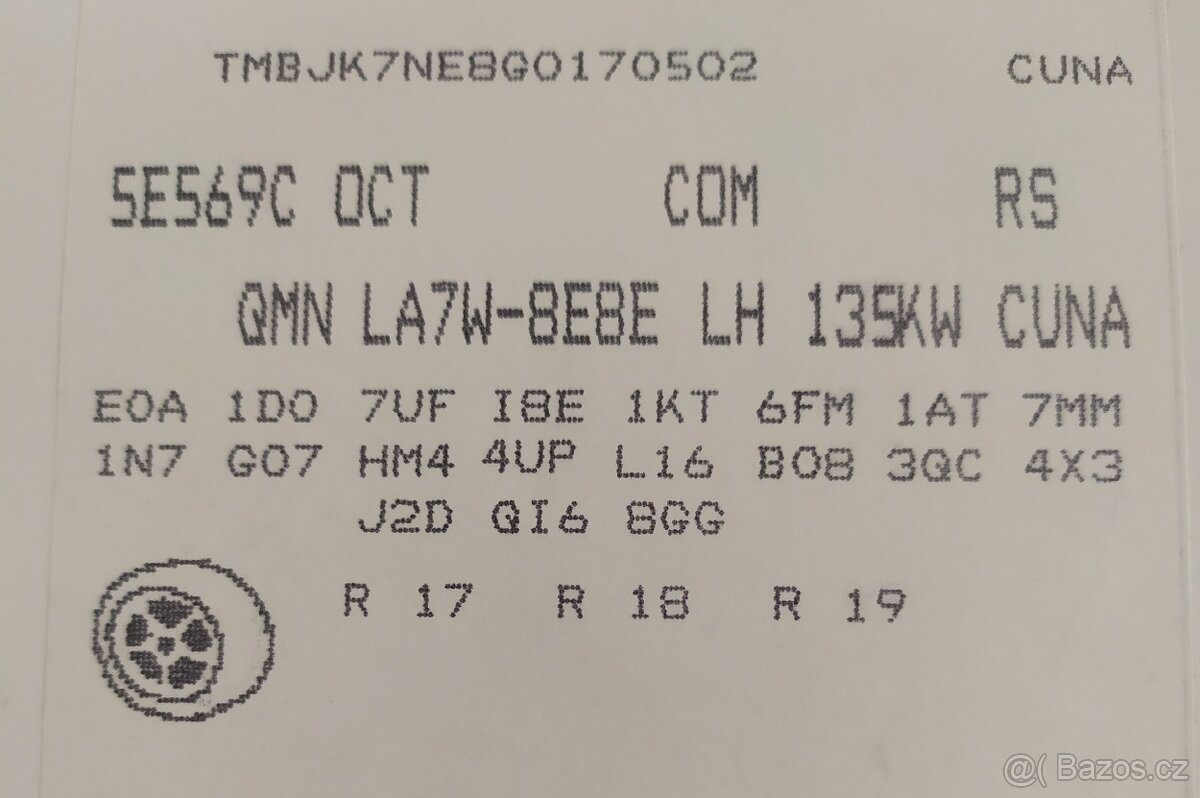 TMBJK7NE8G0170502 CUNA
5E569C OCT COM RS
QMN LA7W-8E8E LH 135KW CUNA
E0A 1D0 7UF I8E 1KT 6FM 1AT 7MM
1N7 G07 HM4 4UP L16 B08 3QC 4X3
J2D QI6 8GG
R 17 R 18 R 19
@( Bazos.cz